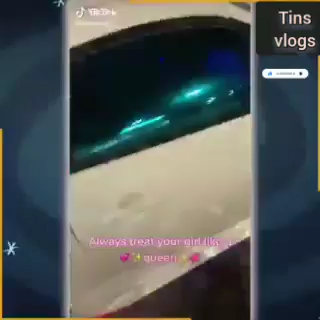 TikTok
Tins
vlogs
Always treat your girl like a
💕✨queen✨💕